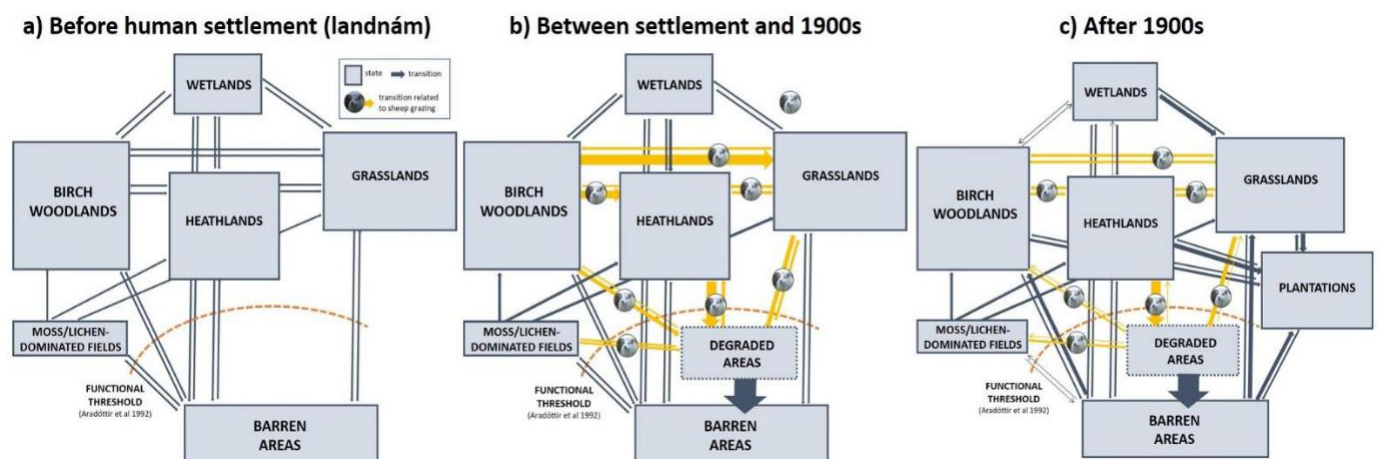 a) Before human settlement (landnám)
WETLANDS
state
transition
transition related
to sheep grazing
BIRCH
WOODLANDS
GRASSLANDS
HEATHLANDS
MOSS/LICHEN-
DOMINATED FIELDS
FUNCTIONAL
THRESHOLD
(Aradóttir et al 1992)
BARREN
AREAS
b) Between settlement and 1900s
WETLANDS
BIRCH
WOODLANDS
GRASSLANDS
HEATHLANDS
MOSS/LICHEN-
DOMINATED FIELDS
DEGRADED
AREAS
FUNCTIONAL
THRESHOLD
(Aradóttir et al 1992)
BARREN
AREAS
c) After 1900s
WETLANDS
GRASSLANDS
BIRCH
WOODLANDS
HEATHLANDS
PLANTATIONS
MOSS/LICHEN-
DOMINATED FIELDS
DEGRADED
AREAS
FUNCTIONAL
THRESHOLD
(Aradóttir et al 1992)
BARREN
AREAS